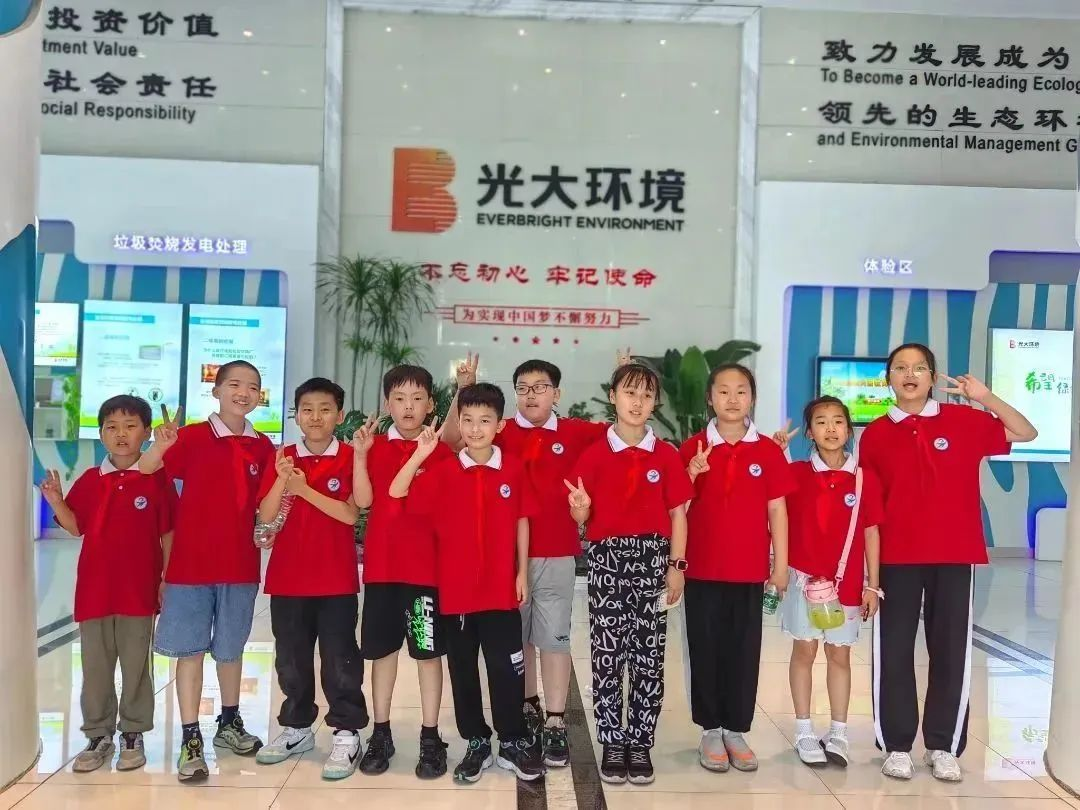 投资价值
tment Value
社会责任
ocial Responsibility
致力发展成为
To Become a World-leading Ecolog
领先的生态环境
and Environmental Management G
光大环境
EVERBRIGHT ENVIRONMENT
不忘初心 牢记使命
为实现中国梦不懈努力
垃圾焚烧发电处理
体验区
光大环境
希望